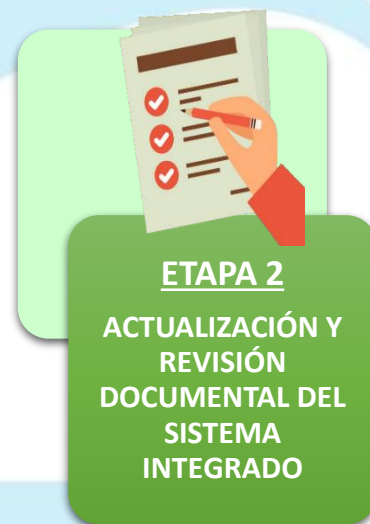 ETAPA 2
ACTUALIZACIÓN Y
REVISIÓN
DOCUMENTAL DEL
SISTEMA
INTEGRADO